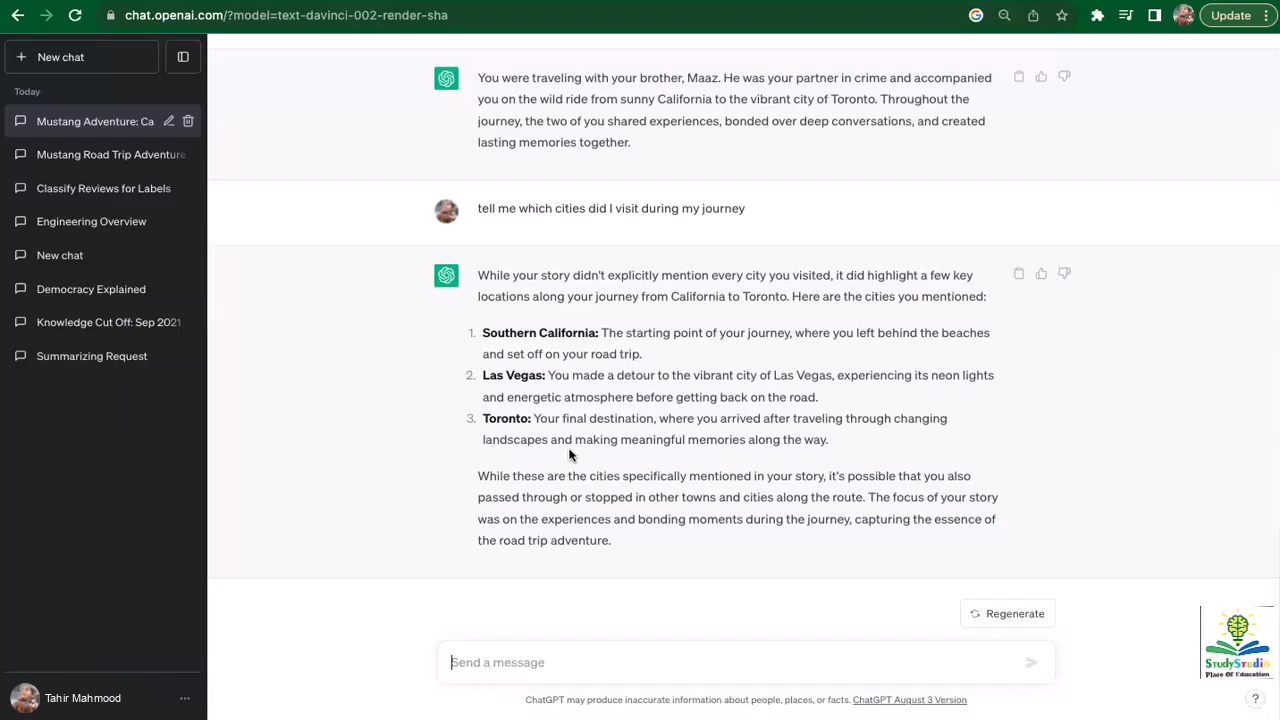 chat.openai.com/?model=text-davinci-002-render-sha
Update
New chat
Today
Mustang Adventure: Ca
Mustang Road Trip Adventure
Classify Reviews for Labels
Engineering Overview
New chat
Democracy Explained
Knowledge Cut Off: Sep 2021
Summarizing Request
Tahir Mahmood
You were traveling with your brother, Maaz. He was your partner in crime and accompanied
you on the wild ride from sunny California to the vibrant city of Toronto. Throughout the
journey, the two of you shared experiences, bonded over deep conversations, and created
lasting memories together.
tell me which cities did I visit during my journey
While your story didn't explicitly mention every city you visited, it did highlight a few key
locations along your journey from California to Toronto. Here are the cities you mentioned:
1. Southern California: The starting point of your journey, where you left behind the beaches
and set off on your road trip.
2. Las Vegas: You made a detour to the vibrant city of Las Vegas, experiencing its neon lights
and energetic atmosphere before getting back on the road.
3. Toronto: Your final destination, where you arrived after traveling through changing
landscapes and making meaningful memories along the way.
While these are the cities specifically mentioned in your story, it's possible that you also
passed through or stopped in other towns and cities along the route. The focus of your story
was on the experiences and bonding moments during the journey, capturing the essence of
the road trip adventure.
Regenerate
Send a message
ChatGPT may produce inaccurate information about people, places, or facts. ChatGPT August 3 Version
StudyStudio
Place Of Education
?